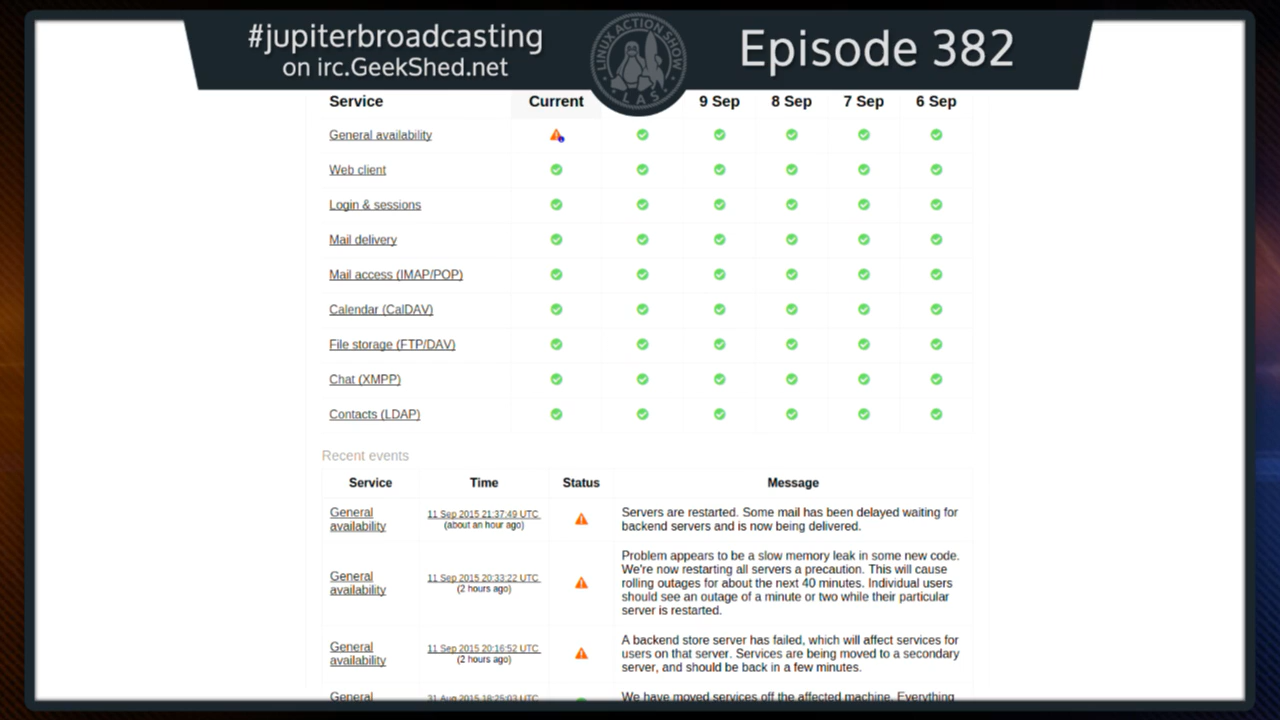 #jupiterbroadcasting
on irc.GeekShed.net
LINUX ACTION SHOW
LAS
Episode 382
Service Current 9 Sep 8 Sep 7 Sep 6 Sep
General availability
Web client
Login & sessions
Mail delivery
Mail access (IMAP/POP)
Calendar (CalDAV)
File storage (FTP/DAV)
Chat (XMPP)
Contacts (LDAP)
Recent events
Service Time Status Message
General
availability
11 Sep 2015 21:37:49 UTC
(about an hour ago)
Servers are restarted. Some mail has been delayed waiting for
backend servers and is now being delivered.
General
availability
11 Sep 2015 20:33:22 UTC
(2 hours ago)
Problem appears to be a slow memory leak in some new code.
We're now restarting all servers a precaution. This will cause
rolling outages for about the next 40 minutes. Individual users
should see an outage of a minute or two while their particular
server is restarted.
General
availability
11 Sep 2015 20:16:52 UTC
(2 hours ago)
A backend store server has failed, which will affect services for
users on that server. Services are being moved to a secondary
server, and should be back in a few minutes.
General
31 Aug 2015 18:25:03 UTC
We have moved services off the affected machine. Everything